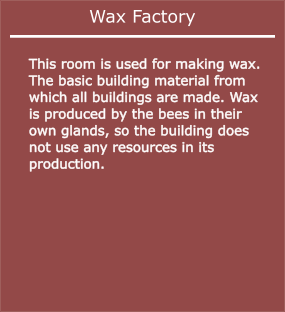 Wax Factory
This room is used for making wax.
The basic building material from
which all buildings are made. Wax
is produced by the bees in their
own glands, so the building does
not use any resources in its
production.